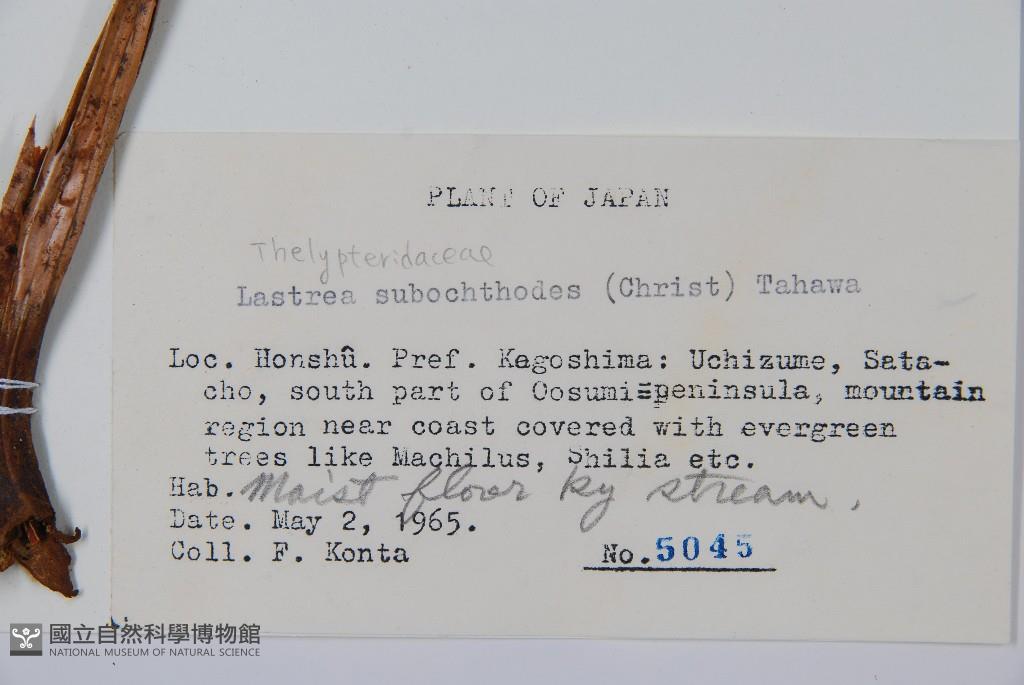 PLANT OF JAPAN
Thelypteridaceae
Lastrea subochthodes (Christ) Tahawa
Loc. Honshû. Pref. Kagoshima: Uchizume, Sata-
cho, south part of Oosumi=peninsula, mountain
region near coast covered with evergreen
trees like Machilus, Shilia etc.
Hab. Moist floor by stream.
Date. May 2, 1965.
Coll. F. Konta No. 5045
國立自然科學博物館
NATIONAL MUSEUM OF NATURAL SCIENCE